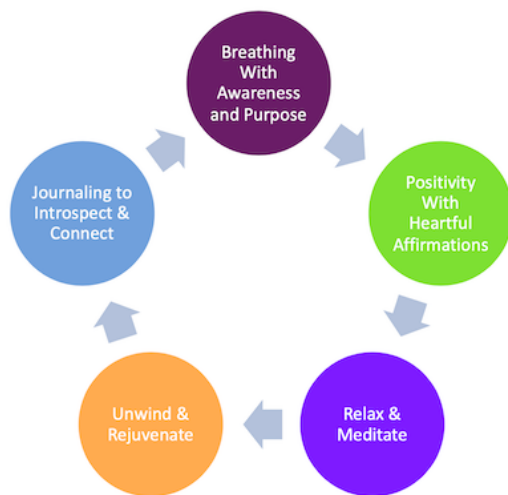 Breathing
With
Awareness
and Purpose
Positivity
With
Heartful
Affirmations
Relax &
Meditate
Unwind &
Rejuvenate
Journaling to
Introspect &
Connect